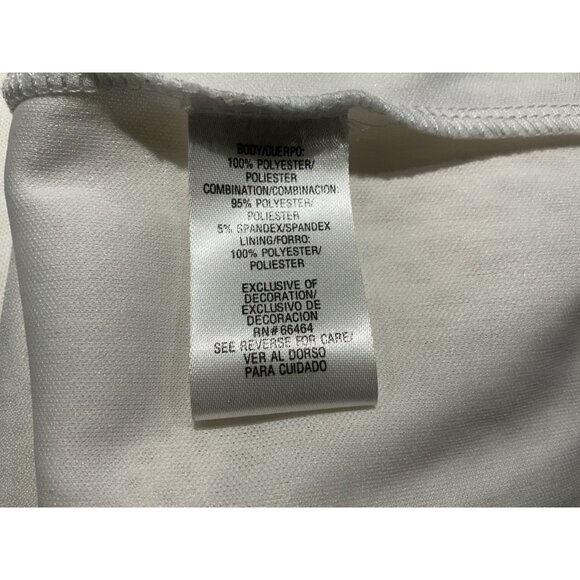 BODY/CUERPO:
100% POLYESTER/
POLIESTER
COMBINATION/COMBINACION:
95% POLYESTER/
POLIESTER
5% SPANDEX/SPANDEX
LINING/FORRO:
100% POLYESTER/
POLIESTER
EXCLUSIVE OF
DECORATION/
EXCLUSIVO DE
DECORACION
RN# 66464
SEE REVERSE FOR CARE/
VER AL DORSO
PARA CUIDADO